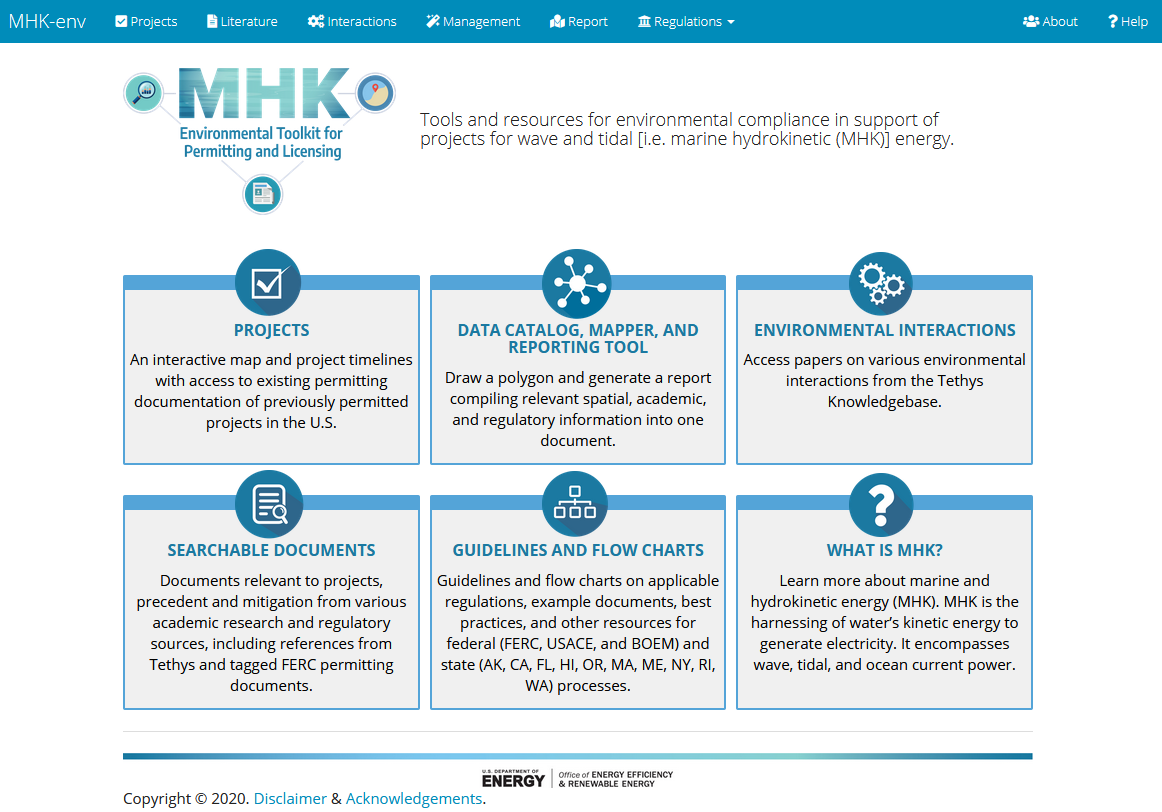 MHK-env Projects Literature Interactions Management Report Regulations About Help
MHK
Environmental Toolkit for
Permitting and Licensing
Tools and resources for environmental compliance in support of
projects for wave and tidal [i.e. marine hydrokinetic (MHK)] energy.
PROJECTS
An interactive map and project timelines
with access to existing permitting
documentation of previously permitted
projects in the U.S.
DATA CATALOG, MAPPER, AND
REPORTING TOOL
Draw a polygon and generate a report
compiling relevant spatial, academic,
and regulatory information into one
document.
ENVIRONMENTAL INTERACTIONS
Access papers on various environmental
interactions from the Tethys
Knowledgebase.
SEARCHABLE DOCUMENTS
Documents relevant to projects,
precedent and mitigation from various
academic research and regulatory
sources, including references from
Tethys and tagged FERC permitting
documents.
GUIDELINES AND FLOW CHARTS
Guidelines and flow charts on applicable
regulations, example documents, best
practices, and other resources for
federal (FERC, USACE, and BOEM) and
state (AK, CA, FL, HI, OR, MA, ME, NY, RI,
WA) processes.
WHAT IS MHK?
Learn more about marine and
hydrokinetic energy (MHK). MHK is the
harnessing of water’s kinetic energy to
generate electricity. It encompasses
wave, tidal, and ocean current power.
U.S. DEPARTMENT OF
ENERGY
Office of ENERGY EFFICIENCY
& RENEWABLE ENERGY
Copyright © 2020. Disclaimer & Acknowledgements.